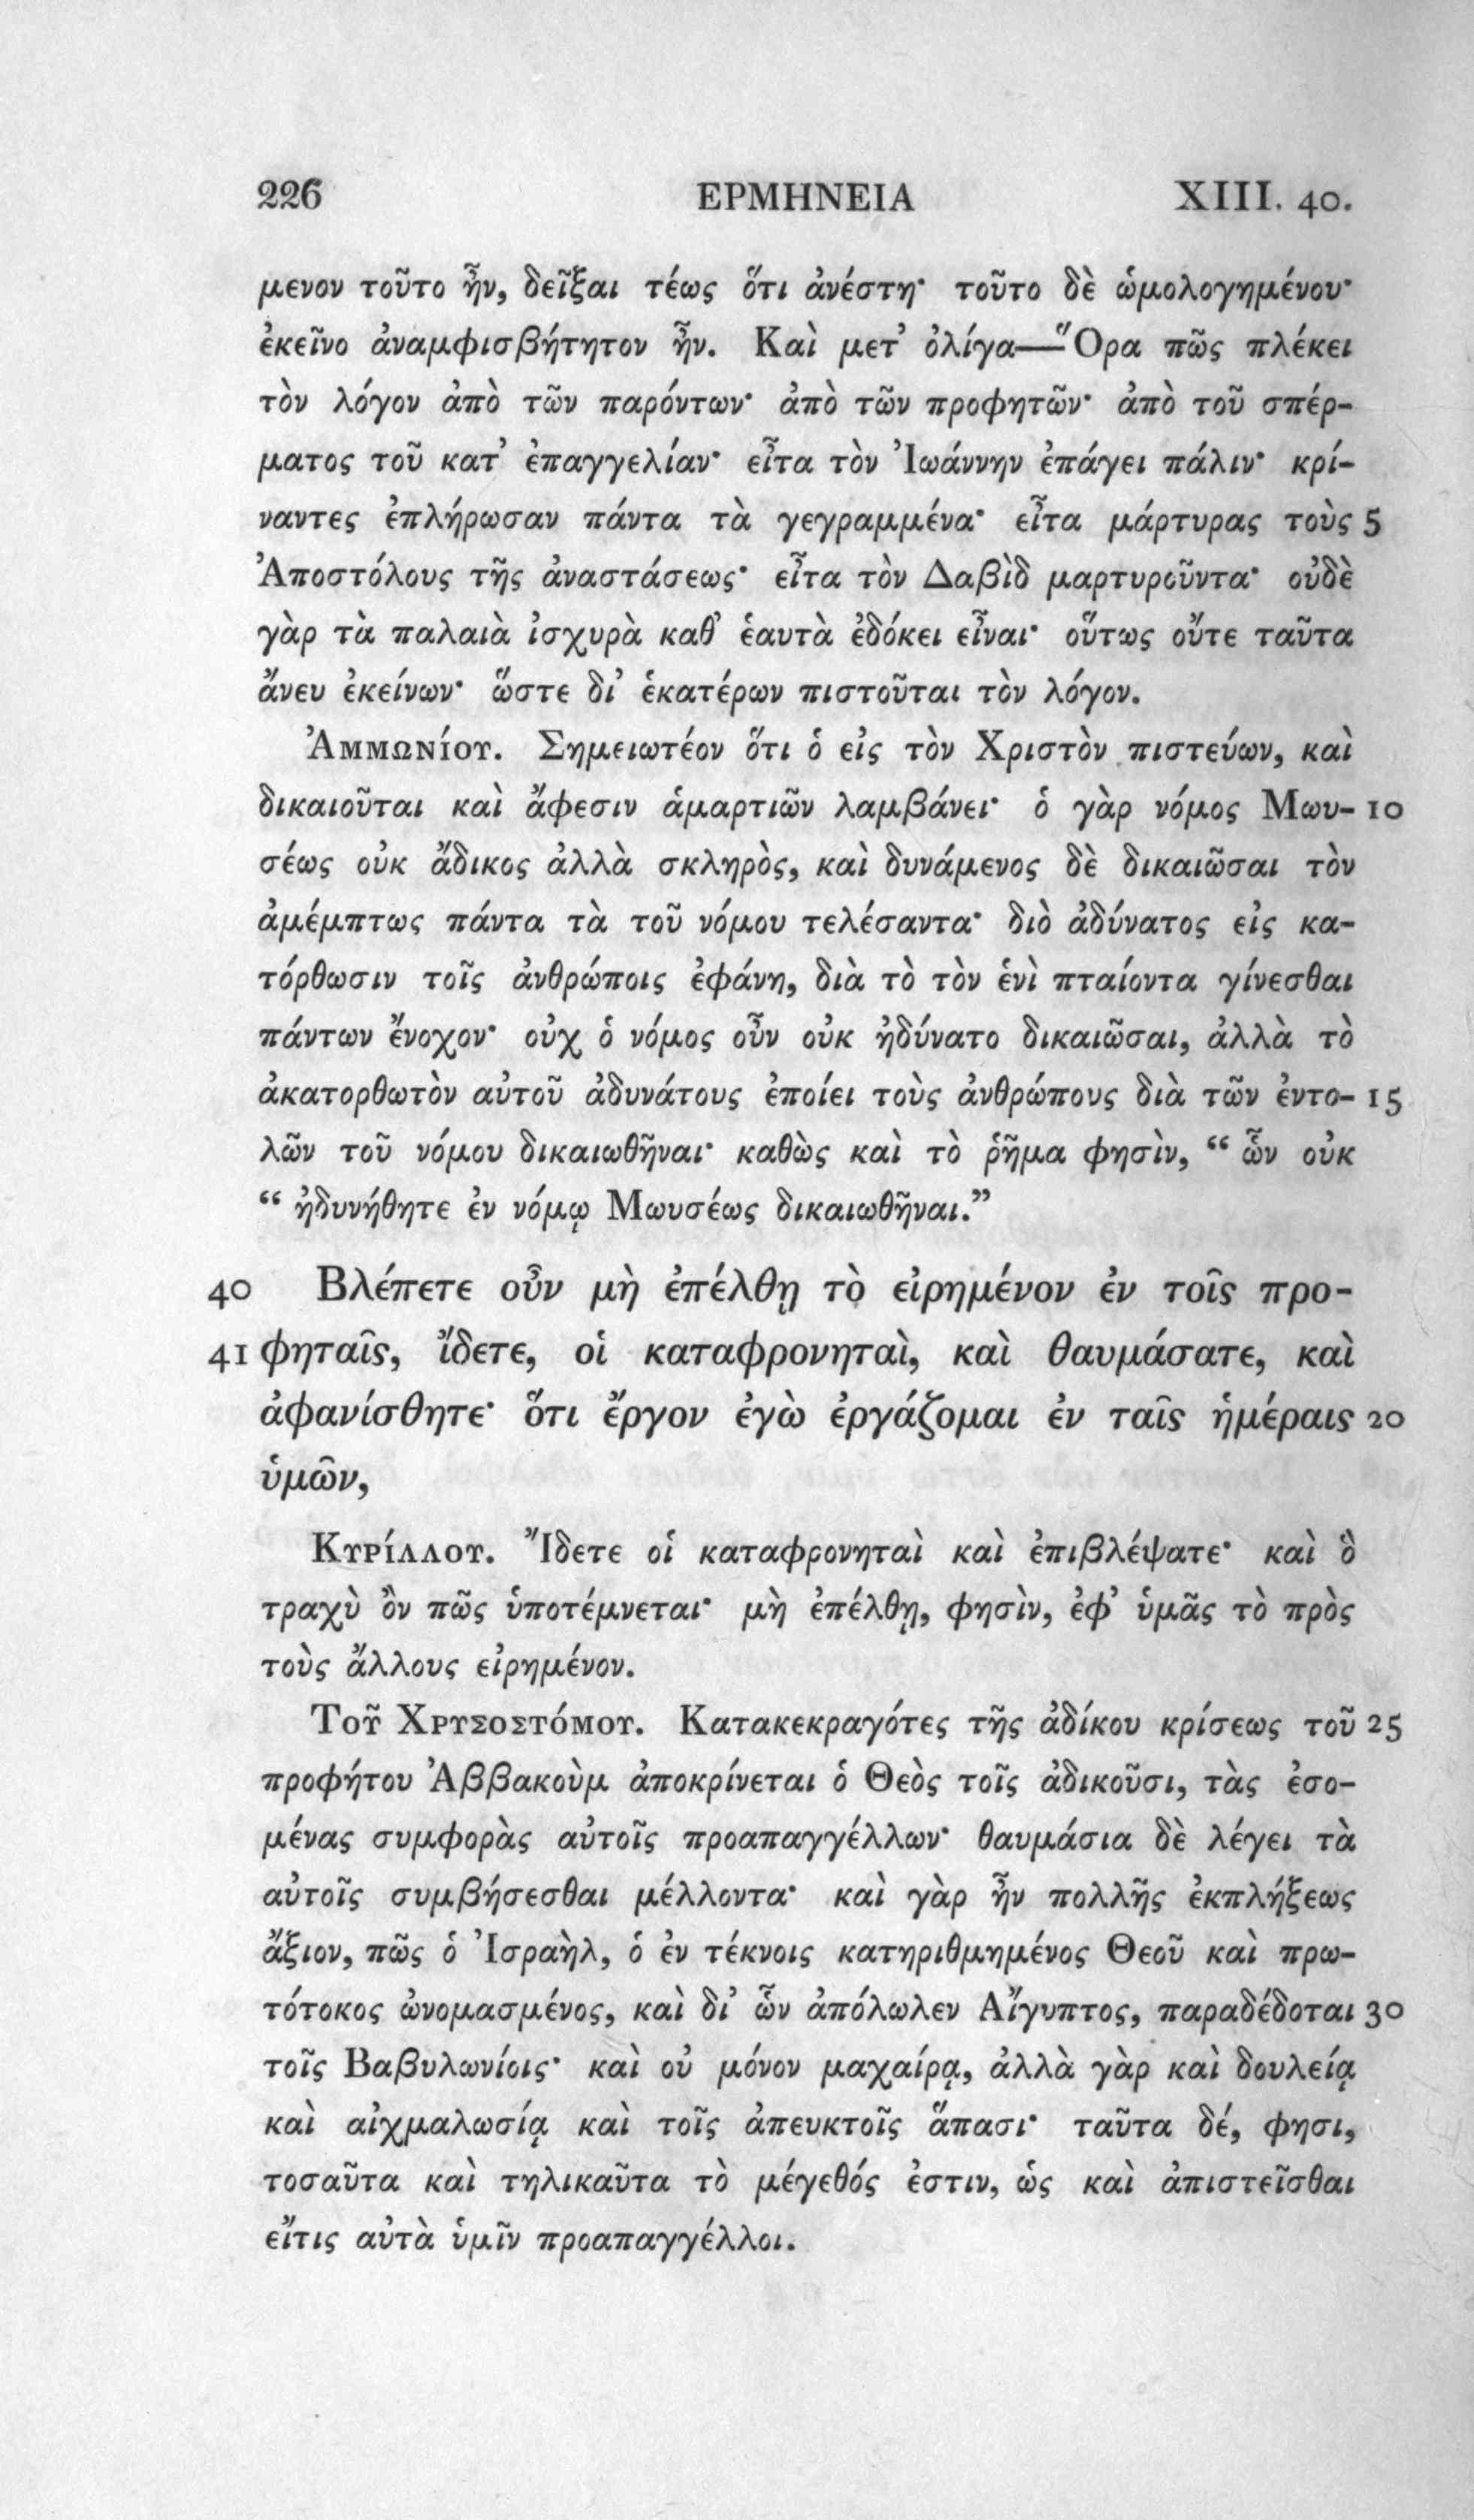 226 ΕΡΜΗΝΕΙΑ XIII. 40.
μενον τοῦτο ἦν, δεῖξαι τέως ὅτι ἀνέστη· τοῦτο δὲ ὡμολογημένου·
ἐκεῖνο ἀναμφισβήτητον ἦν. Καὶ μετ’ ὀλίγα—Ὅρα πῶς πλέκει
τὸν λόγον ἀπὸ τῶν παρόντων· ἀπὸ τῶν προφητῶν· ἀπὸ τοῦ σπέρ-
ματος τοῦ κατ’ ἐπαγγελίαν· εἶτα τὸν Ἰωάννην ἐπάγει πάλιν· κρί-
ναντες ἐπλήρωσαν πάντα τὰ γεγραμμένα· εἶτα μάρτυρας τοὺς 5
Ἀποστόλους τῆς ἀναστάσεως· εἶτα τὸν Δαβὶδ μαρτυροῦντα· οὐδὲ
γὰρ τὰ παλαιὰ ἰσχυρὰ καθ’ ἑαυτὰ ἐδόκει εἶναι· οὕτως οὔτε ταῦτα
ἄνευ ἐκείνων· ὥστε δι’ ἑκατέρων πιστοῦται τὸν λόγον.
Ἀμμωνίου. Σημειωτέον ὅτι ὁ εἰς τὸν Χριστὸν πιστεύων, καὶ
δικαιοῦται καὶ ἄφεσιν ἁμαρτιῶν λαμβάνει· ὁ γὰρ νόμος Μωυ- 10
σέως οὐκ ἄδικος ἀλλὰ σκληρὸς, καὶ δυνάμενος δὲ δικαιῶσαι τὸν
ἀμέμπτως πάντα τὰ τοῦ νόμου τελέσαντα· διὸ ἀδύνατος εἰς κα-
τόρθωσιν τοῖς ἀνθρώποις ἐφάνη, διὰ τὸ τὸν ἑνὶ πταίοντα γίνεσθαι
πάντων ἔνοχον· οὐχ ὁ νόμος οὖν οὐκ ἠδύνατο δικαιῶσαι, ἀλλὰ τὸ
ἀκατορθωτὸν αὐτοῦ ἀδυνάτους ἐποίει τοὺς ἀνθρώπους διὰ τῶν ἐντο- 15
λῶν τοῦ νόμου δικαιωθῆναι· καθὼς καὶ τὸ ῥῆμα φησὶν, “ ὧν οὐκ
“ ἠδυνήθητε ἐν νόμῳ Μωυσέως δικαιωθῆναι.”
40 Βλέπετε οὖν μὴ ἐπέλθῃ τὸ εἰρημένον ἐν τοῖς προ-
41 φηταῖς, ἴδετε, οἱ καταφρονηταὶ, καὶ θαυμάσατε, καὶ
ἀφανίσθητε· ὅτι ἔργον ἐγὼ ἐργάζομαι ἐν ταῖς ἡμέραις 20
ὑμῶν,
Κυρίλλου. Ἴδετε οἱ καταφρονηταὶ καὶ ἐπιβλέψατε· καὶ ὃ
τραχὺ ὂν πῶς ὑποτέμνεται· μὴ ἐπέλθῃ, φησὶν, ἐφ’ ὑμᾶς τὸ πρὸς
τοὺς ἄλλους εἰρημένον.
Τοῦ Χρυσοστόμου. Κατακεκραγότες τῆς ἀδίκου κρίσεως τοῦ 25
προφήτου Ἀββακοὺμ ἀποκρίνεται ὁ Θεὸς τοῖς ἀδικοῦσι, τὰς ἐσο-
μένας συμφορὰς αὐτοῖς προαπαγγέλλων· θαυμάσια δὲ λέγει τὰ
αὐτοῖς συμβήσεσθαι μέλλοντα· καὶ γὰρ ἦν πολλῆς ἐκπλήξεως
ἄξιον, πῶς ὁ Ἰσραὴλ, ὁ ἐν τέκνοις κατηριθμημένος Θεοῦ καὶ πρω-
τότοκος ὠνομασμένος, καὶ δι’ ὧν ἀπόλωλεν Αἴγυπτος, παραδέδοται 30
τοῖς Βαβυλωνίοις· καὶ οὐ μόνον μαχαίρᾳ, ἀλλὰ γὰρ καὶ δουλείᾳ
καὶ αἰχμαλωσίᾳ καὶ τοῖς ἀπευκτοῖς ἅπασι· ταῦτα δέ, φησι,
τοσαῦτα καὶ τηλικαῦτα τὸ μέγεθός ἐστιν, ὡς καὶ ἀπιστεῖσθαι
εἴτις αὐτὰ ὑμῖν προαπαγγέλλοι.